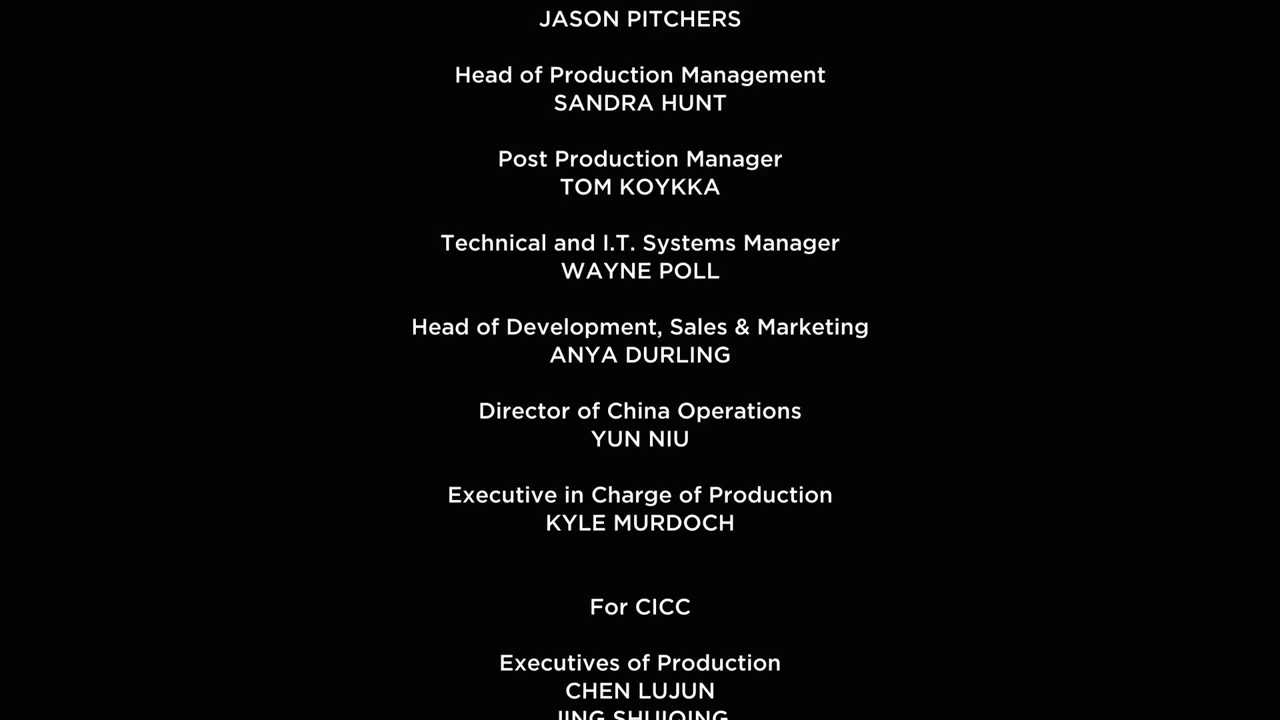 JASON PITCHERS
Head of Production Management
SANDRA HUNT
Post Production Manager
TOM KOYKKA
Technical and I.T. Systems Manager
WAYNE POLL
Head of Development, Sales & Marketing
ANYA DURLING
Director of China Operations
YUN NIU
Executive in Charge of Production
KYLE MURDOCH
For CICC
Executives of Production
CHEN LUJUN
JING SHUIQING